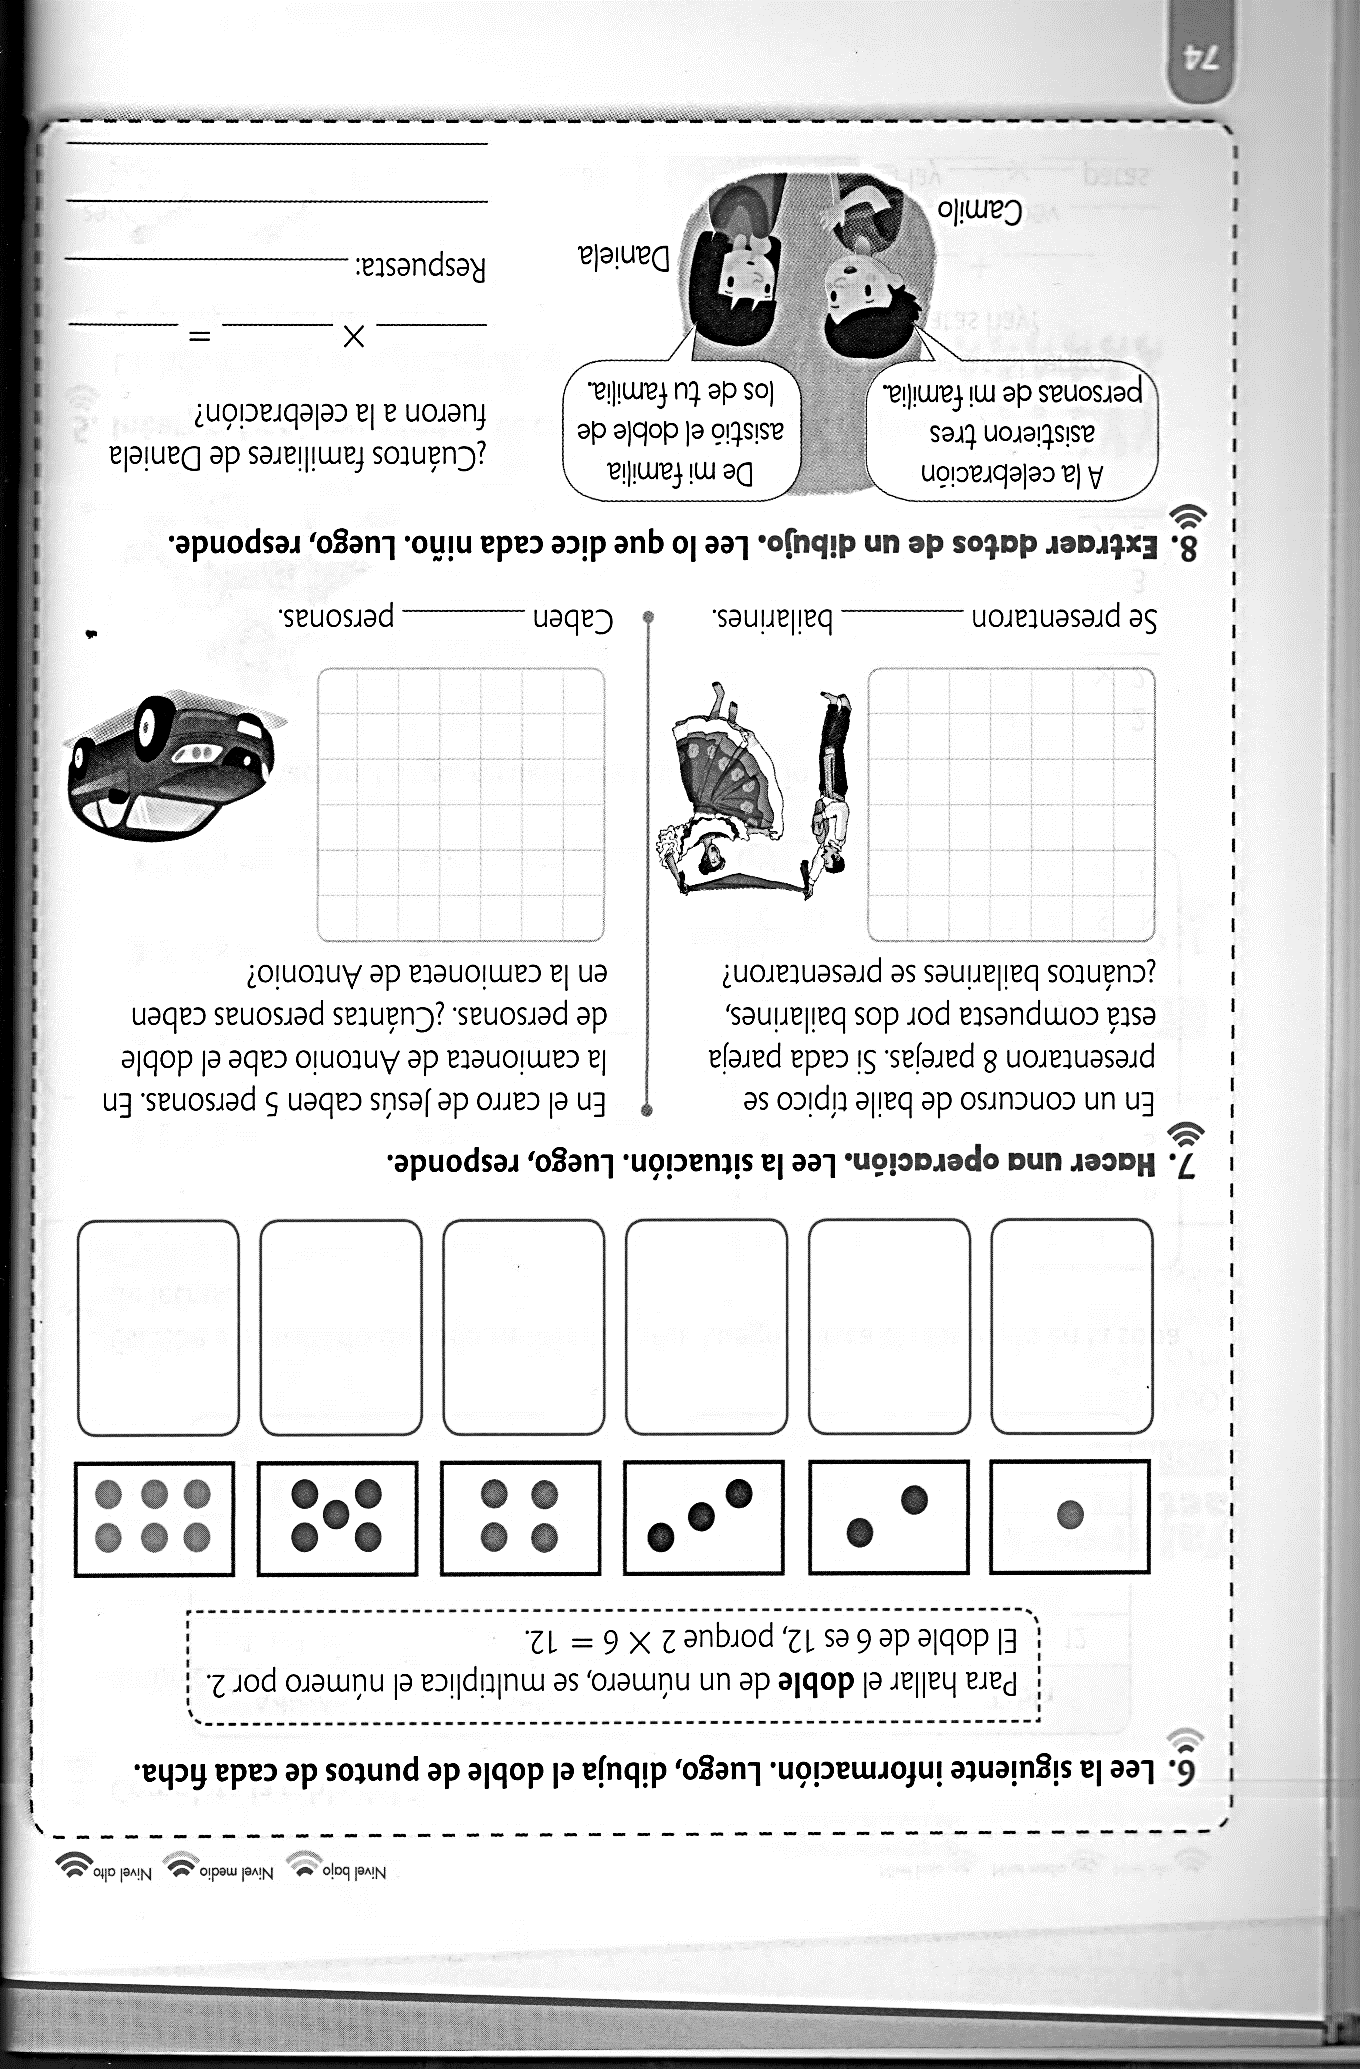 Nivel bajo Nivel medio Nivel alto
6. Lee la siguiente información. Luego, dibuja el doble de puntos de cada ficha.
Para hallar el doble de un número, se multiplica el número por 2.
El doble de 6 es 12, porque 2 × 6 = 12.
7. Hacer una operación. Lee la situación. Luego, responde.
En un concurso de baile típico se
presentaron 8 parejas. Si cada pareja
está compuesta por dos bailarines,
¿cuántos bailarines se presentaron?
Se presentaron ________ bailarines.
En el carro de Jesús caben 5 personas. En
la camioneta de Antonio cabe el doble
de personas. ¿Cuántas personas caben
en la camioneta de Antonio?
Caben ________ personas.
8. Extraer datos de un dibujo. Lee lo que dice cada niño. Luego, responde.
A la celebración
asistieron tres
personas de mi familia.
Camilo
De mi familia
asistió el doble de
los de tu familia.
Daniela
¿Cuántos familiares de Daniela
fueron a la celebración?
________ × ________ = ________
Respuesta: ________
74